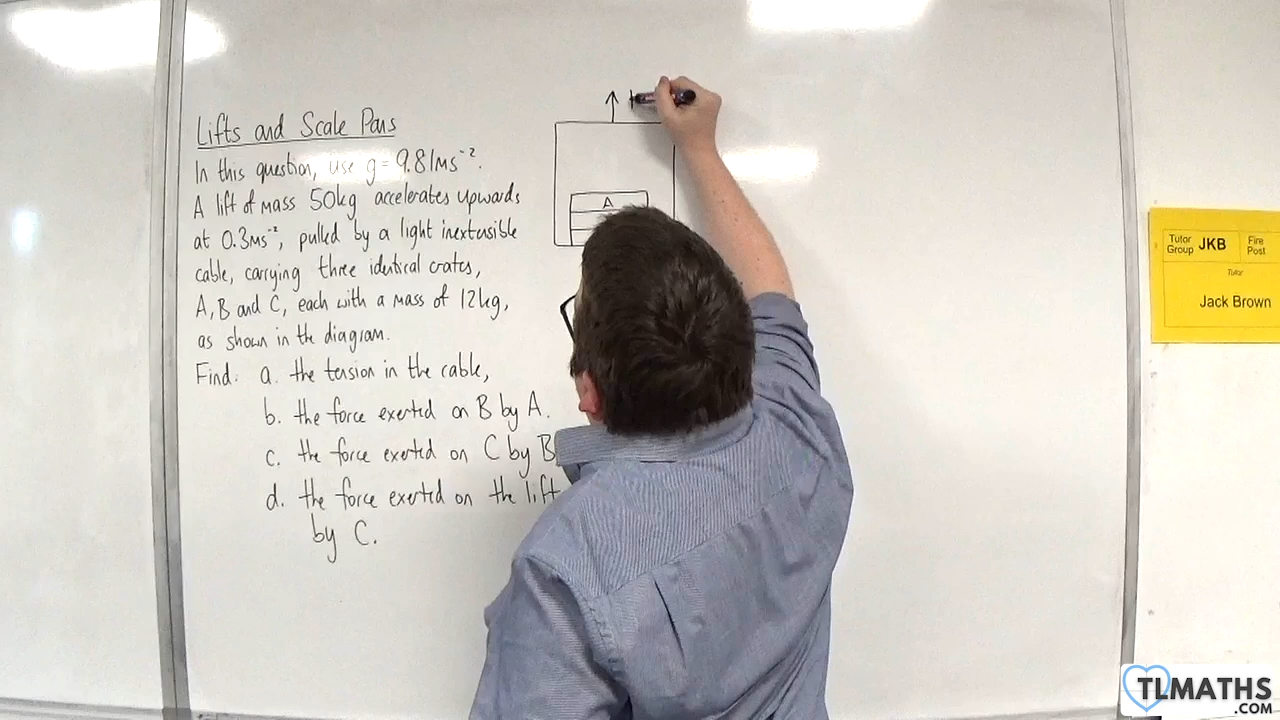 Lifts and Scale Pans
In this question, use g = 9.81ms⁻².
A lift of mass 50kg accelerates upwards
at 0.3ms⁻², pulled by a light inextensible
cable, carrying three identical crates,
A, B and C, each with a mass of 12kg,
as shown in the diagram.
Find: a. the tension in the cable,
b. the force exerted on B by A.
c. the force exerted on C by B
d. the force exerted on the lift
by C.
A
Tutor Group JKB
Fire Post
Tutor
Jack Brown
TLMATHS
.COM